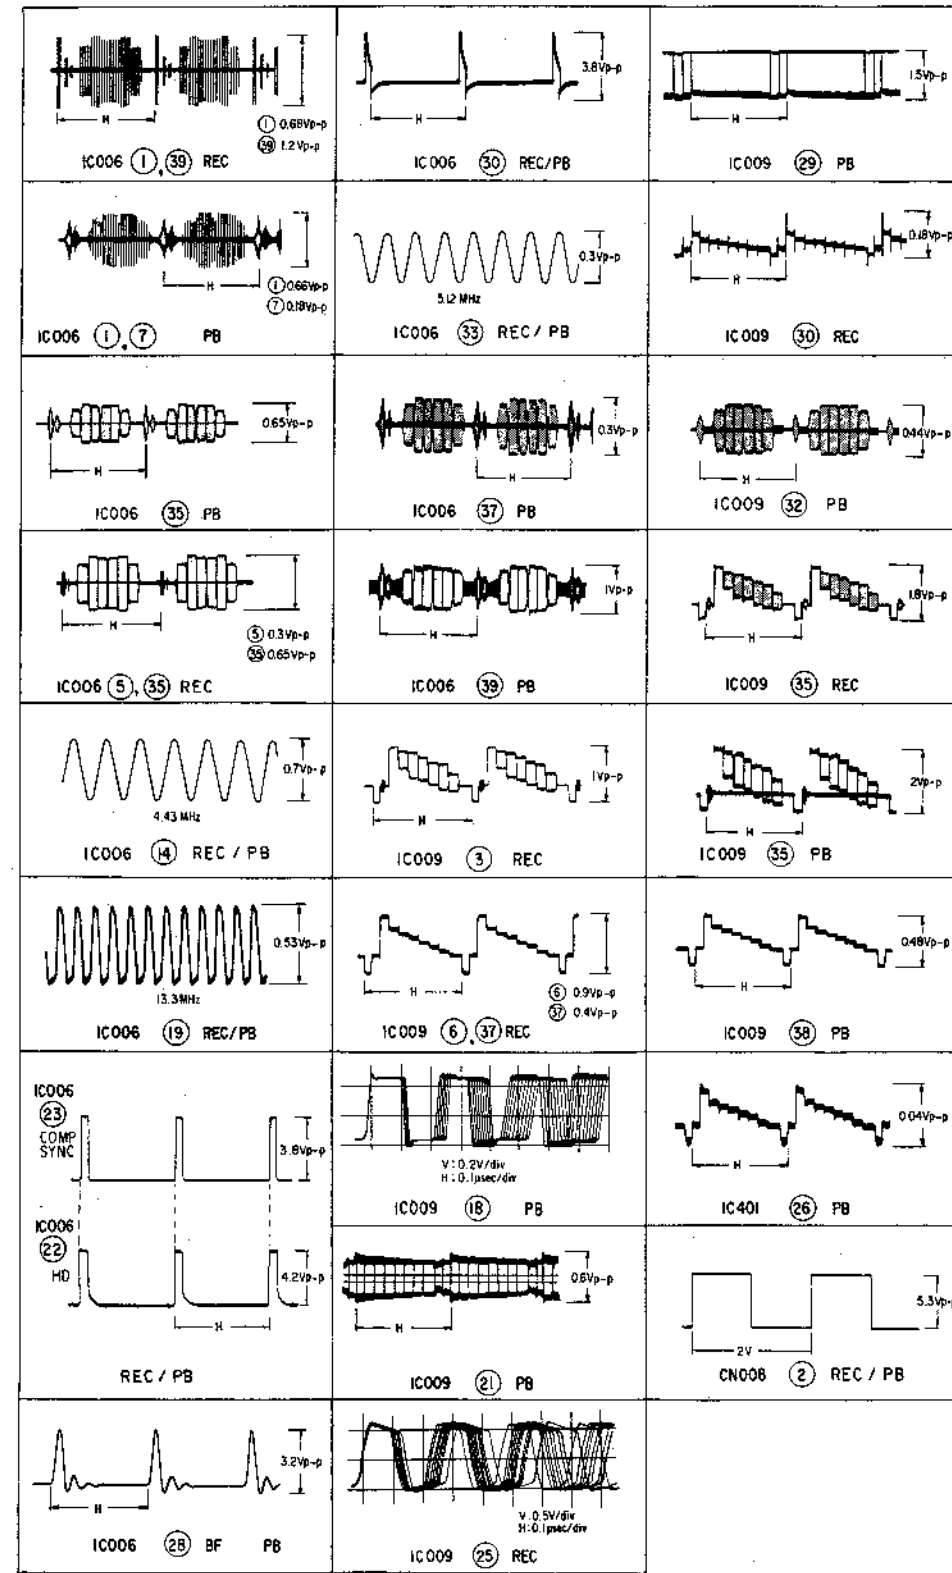 H
① 0.68Vp-p
㊴ 1.2Vp-p
IC006 ①,㊴ REC
3.8Vp-p
H
IC006 ㉚ REC/PB
1.5Vp-p
H
IC009 ㉙ PB
H
① 0.66Vp-p
⑦ 0.18Vp-p
IC006 ①,⑦ PB
0.3Vp-p
5.12 MHz
IC006 ㉝ REC / PB
0.18Vp-p
H
IC009 ㉚ REC
0.65Vp-p
H
IC006 ㉟ PB
0.3Vp-p
H
IC006 ㊲ PB
0.44Vp-p
H
IC009 ㉜ PB
H
⑤ 0.3Vp-p
㉟ 0.65Vp-p
IC006 ⑤,㉟ REC
1Vp-p
H
IC006 ㊴ PB
1.8Vp-p
H
IC009 ㉟ REC
0.7Vp-p
4.43 MHz
IC006 ⑭ REC / PB
1Vp-p
H
IC009 ③ REC
2Vp-p
H
IC009 ㉟ PB
0.53Vp-p
13.3MHz
IC006 ⑲ REC/PB
H
⑥ 0.9Vp-p
㊲ 0.4Vp-p
IC009 ⑥,㊲ REC
0.48Vp-p
H
IC009 ㊳ PB
IC006
㉓
COMP
SYNC
3.8Vp-p
IC006
㉒
HD
4.2Vp-p
H
REC / PB
V : 0.2V/div
H : 0.1μsec/div
IC009 ⑱ PB
0.04Vp-p
H
IC401 ㉖ PB
0.6Vp-p
H
IC009 ㉑ PB
5.3Vp-p
2V
CN008 ② REC / PB
3.2Vp-p
H
IC006 ㉘ BF PB
V : 0.5V/div
H : 0.1μsec/div
IC009 ㉕ REC